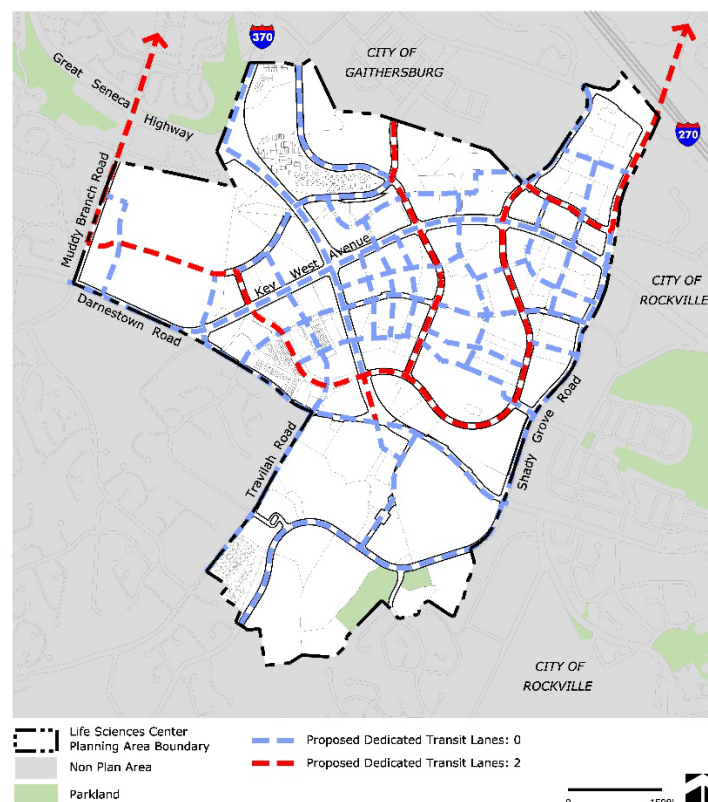 370
CITY OF
GAITHERSBURG
Great Seneca
Highway
270
Muddy Branch Road
Key West Avenue
CITY OF
ROCKVILLE
Darnestown Road
Shady Grove Road
Travilah Road
CITY OF
ROCKVILLE
Life Sciences Center
Planning Area Boundary
Proposed Dedicated Transit Lanes: 0
Non Plan Area
Proposed Dedicated Transit Lanes: 2
Parkland